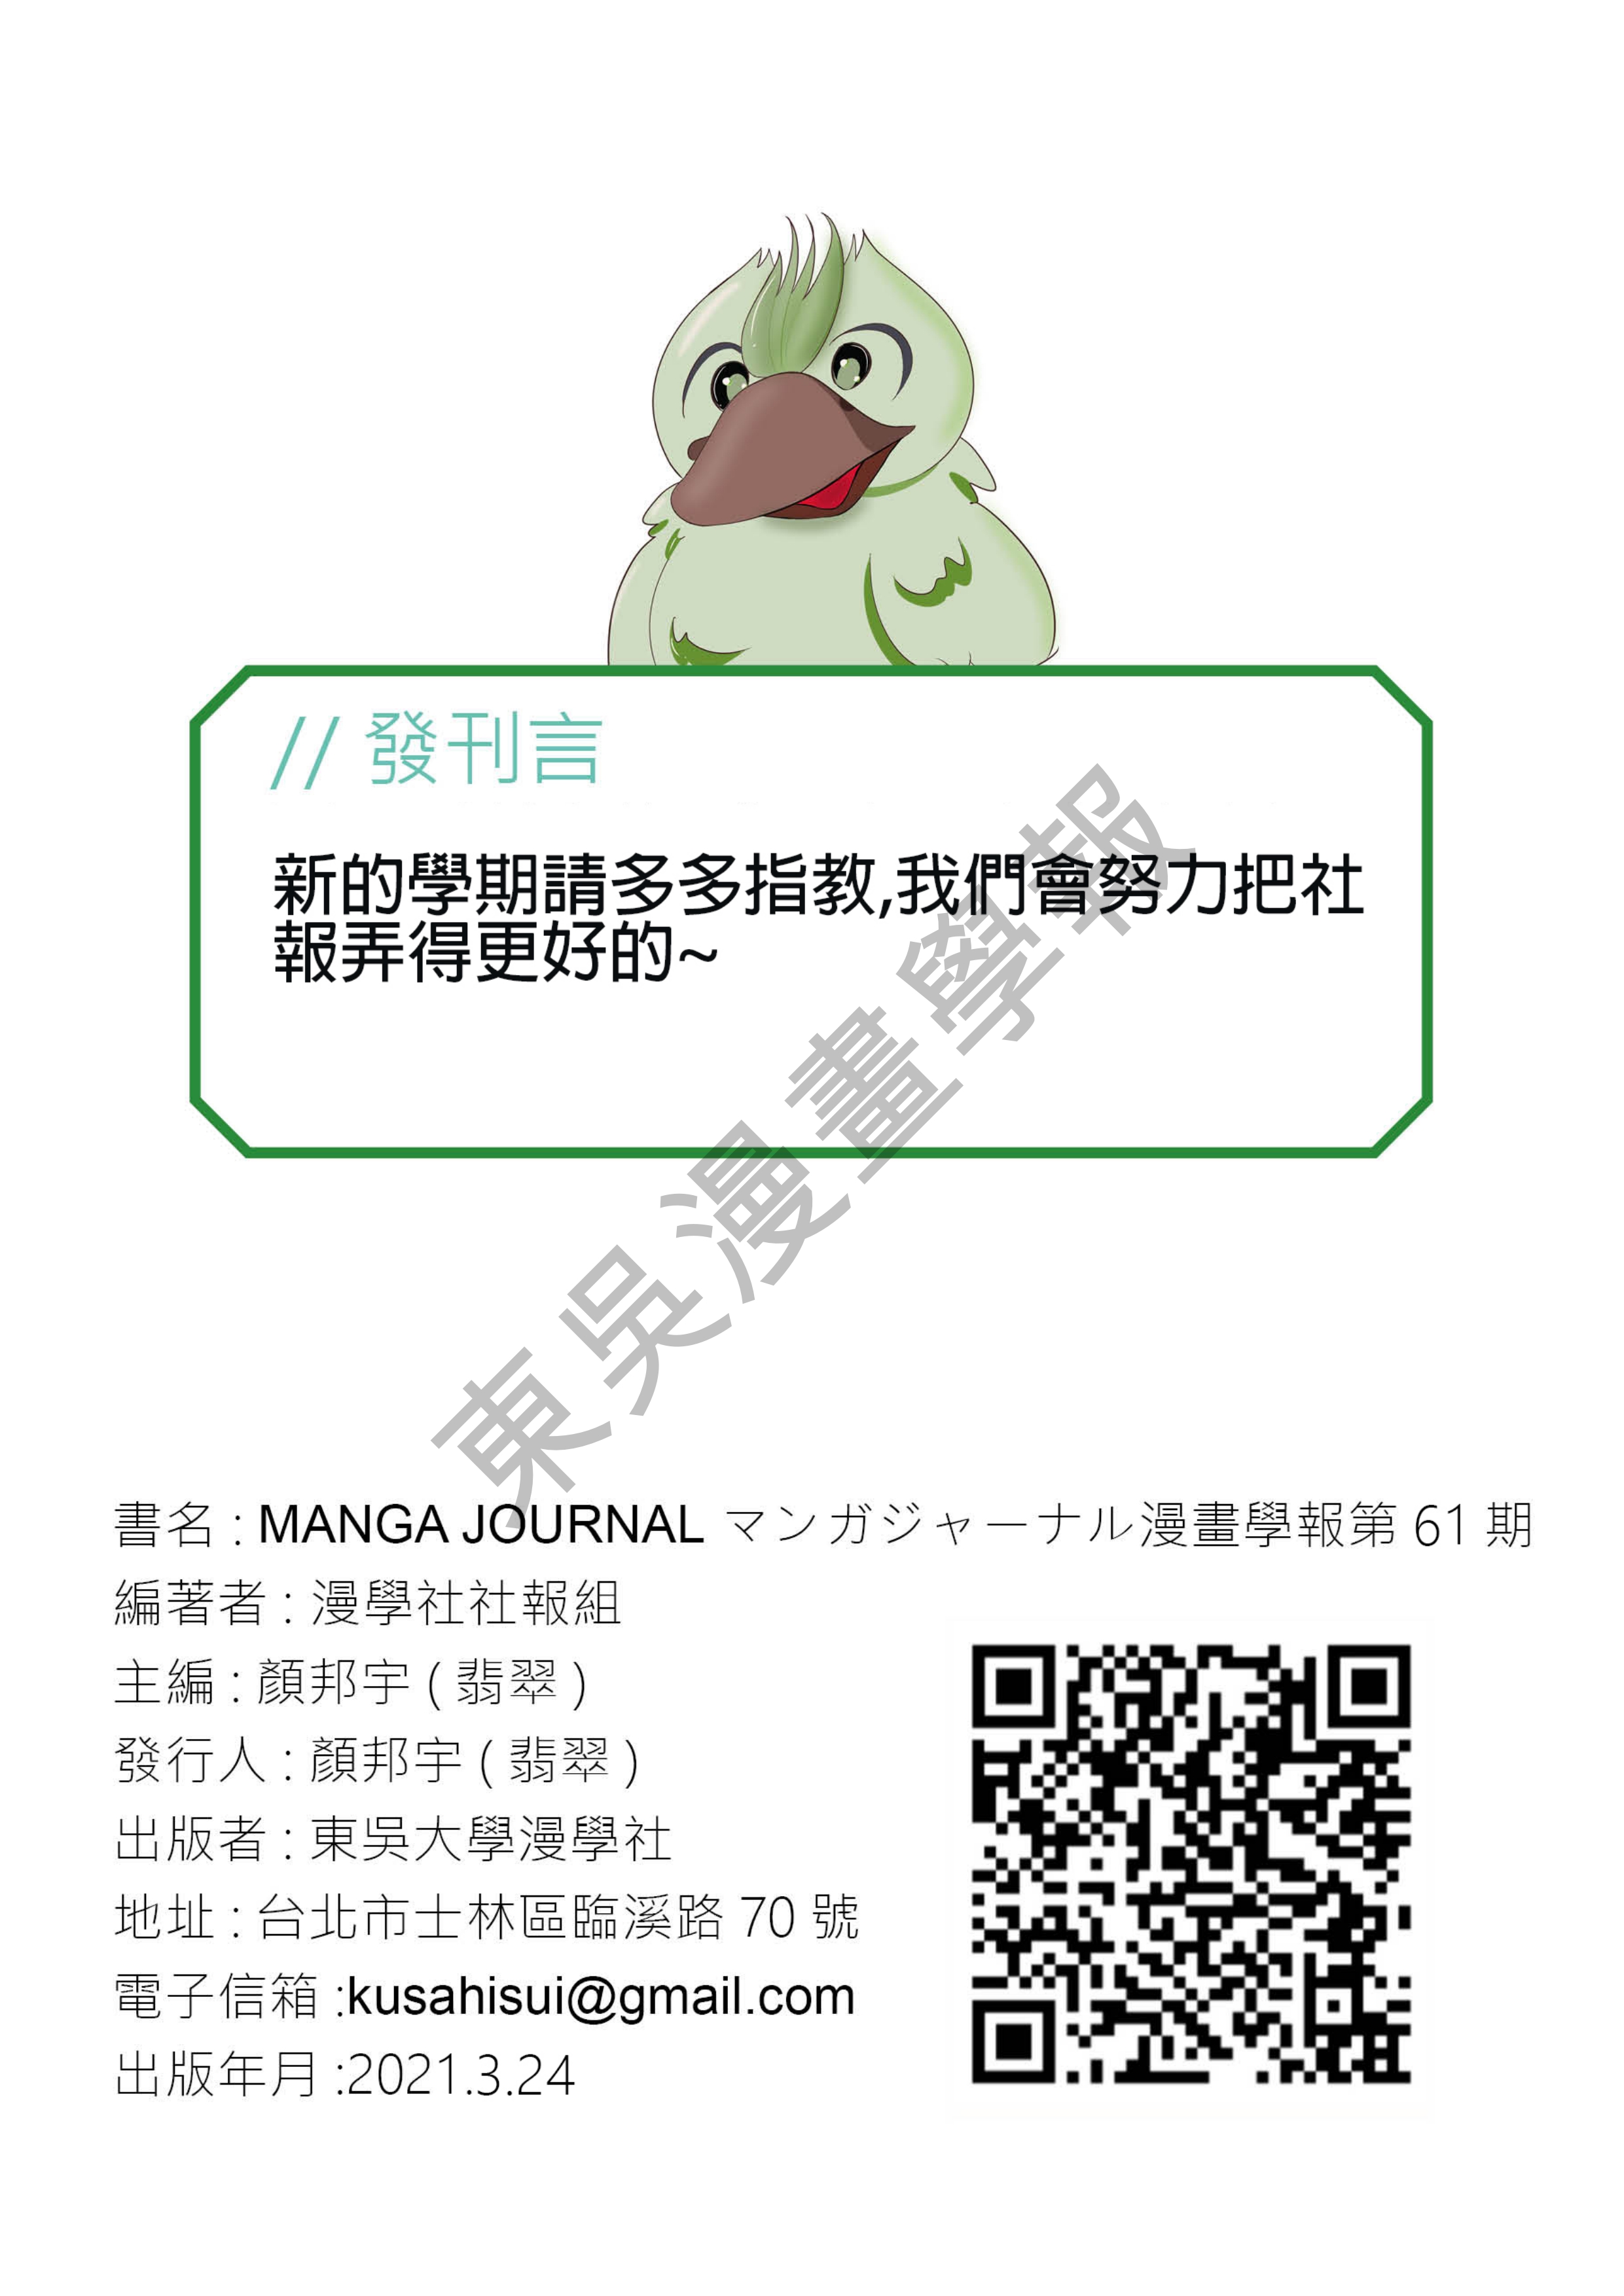 // 發刊言
新的學期請多多指教,我們會努力把社
報弄得更好的~
東吳漫畫學報
書名 : MANGA JOURNAL マンガジャーナル漫畫學報第 61 期
編著者 : 漫學社社報組
主編 : 顏邦宇 ( 翡翠 )
發行人 : 顏邦宇 ( 翡翠 )
出版者 : 東吳大學漫學社
地址 : 台北市士林區臨溪路 70 號
電子信箱 :kusahisui@gmail.com
出版年月 :2021.3.24